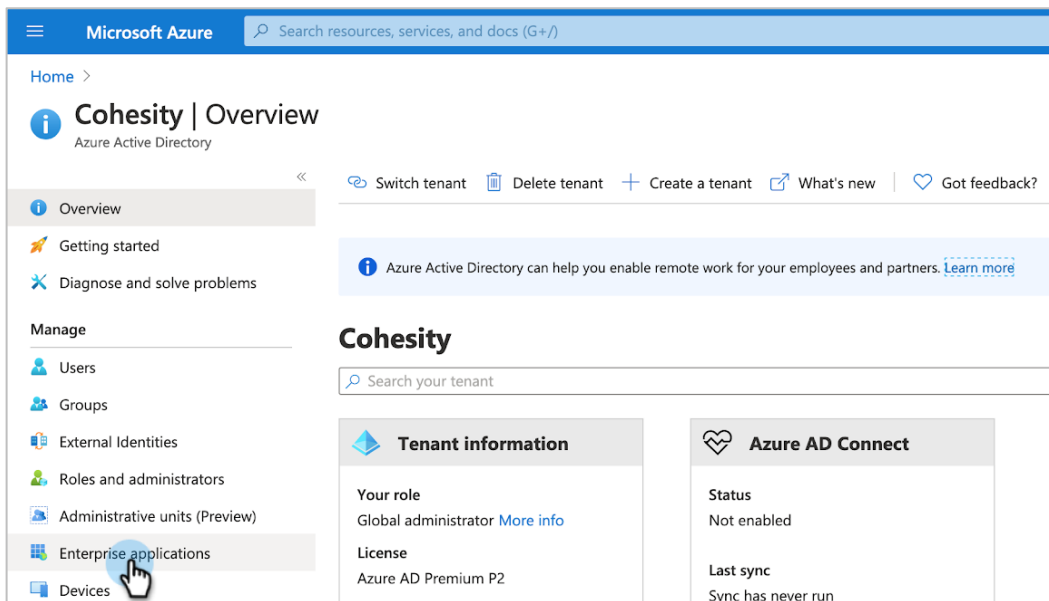 Microsoft Azure
Search resources, services, and docs (G+/)
Home >
Cohesity | Overview
Azure Active Directory
«
Switch tenant Delete tenant Create a tenant What's new Got feedback?
Overview
Getting started
Diagnose and solve problems
Azure Active Directory can help you enable remote work for your employees and partners. Learn more
Manage
Cohesity
Users
Search your tenant
Groups
External Identities
Roles and administrators
Administrative units (Preview)
Enterprise applications
Devices
Tenant information
Your role
Global administrator More info
License
Azure AD Premium P2
Azure AD Connect
Status
Not enabled
Last sync
Sync has never run